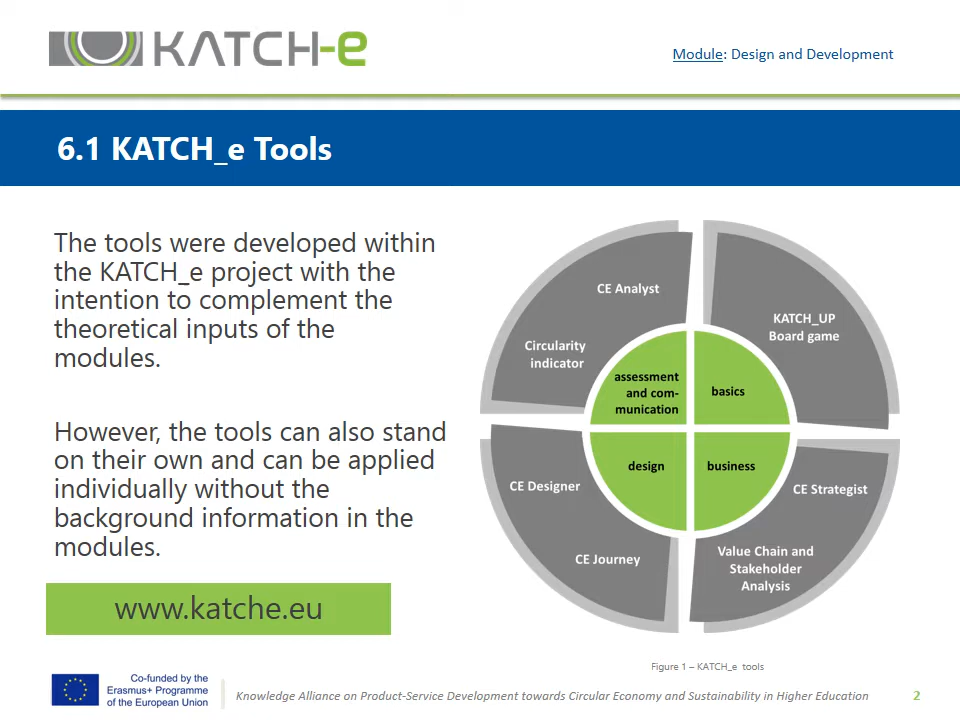 KATCH-e
Module: Design and Development
6.1 KATCH_e Tools
The tools were developed within
the KATCH_e project with the
intention to complement the
theoretical inputs of the
modules.
However, the tools can also stand
on their own and can be applied
individually without the
background information in the
modules.
www.katche.eu
CE Analyst
Circularity
indicator
KATCH_UP
Board game
assessment
and com-
munication
basics
design
business
CE Designer
CE Journey
CE Strategist
Value Chain and
Stakeholder
Analysis
Figure 1 – KATCH_e tools
Co-funded by the
Erasmus+ Programme
of the European Union
Knowledge Alliance on Product-Service Development towards Circular Economy and Sustainability in Higher Education
2